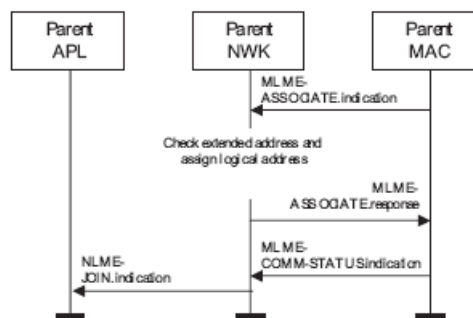 Parent
APL
Parent
NWK
Parent
MAC
MLME-
ASSOCIATE.indication
Check extended address and
assign logical address
MLME-
ASSOCIATE.response
MLME-
COMM-STATUS.indication
NLME-
JOIN.indication